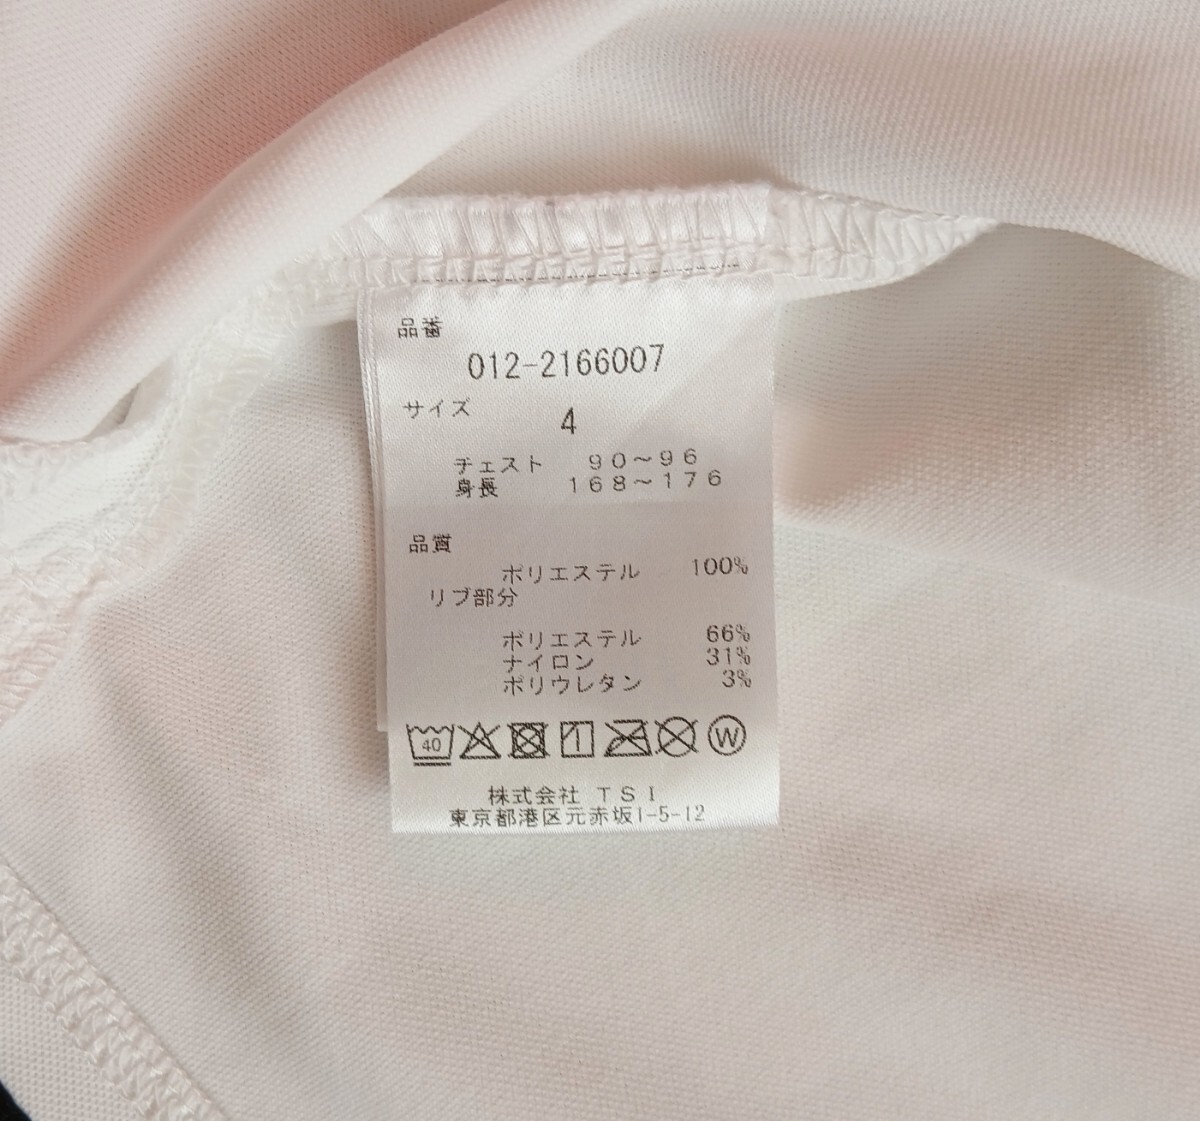 品番
012-2166007
サイズ 4
チェスト 90～96
身長 168～176
品質
ポリエステル 100%
リブ部分
ポリエステル 66%
ナイロン 31%
ポリウレタン 3%
40 W
株式会社 TSI
東京都港区元赤坂1-5-12